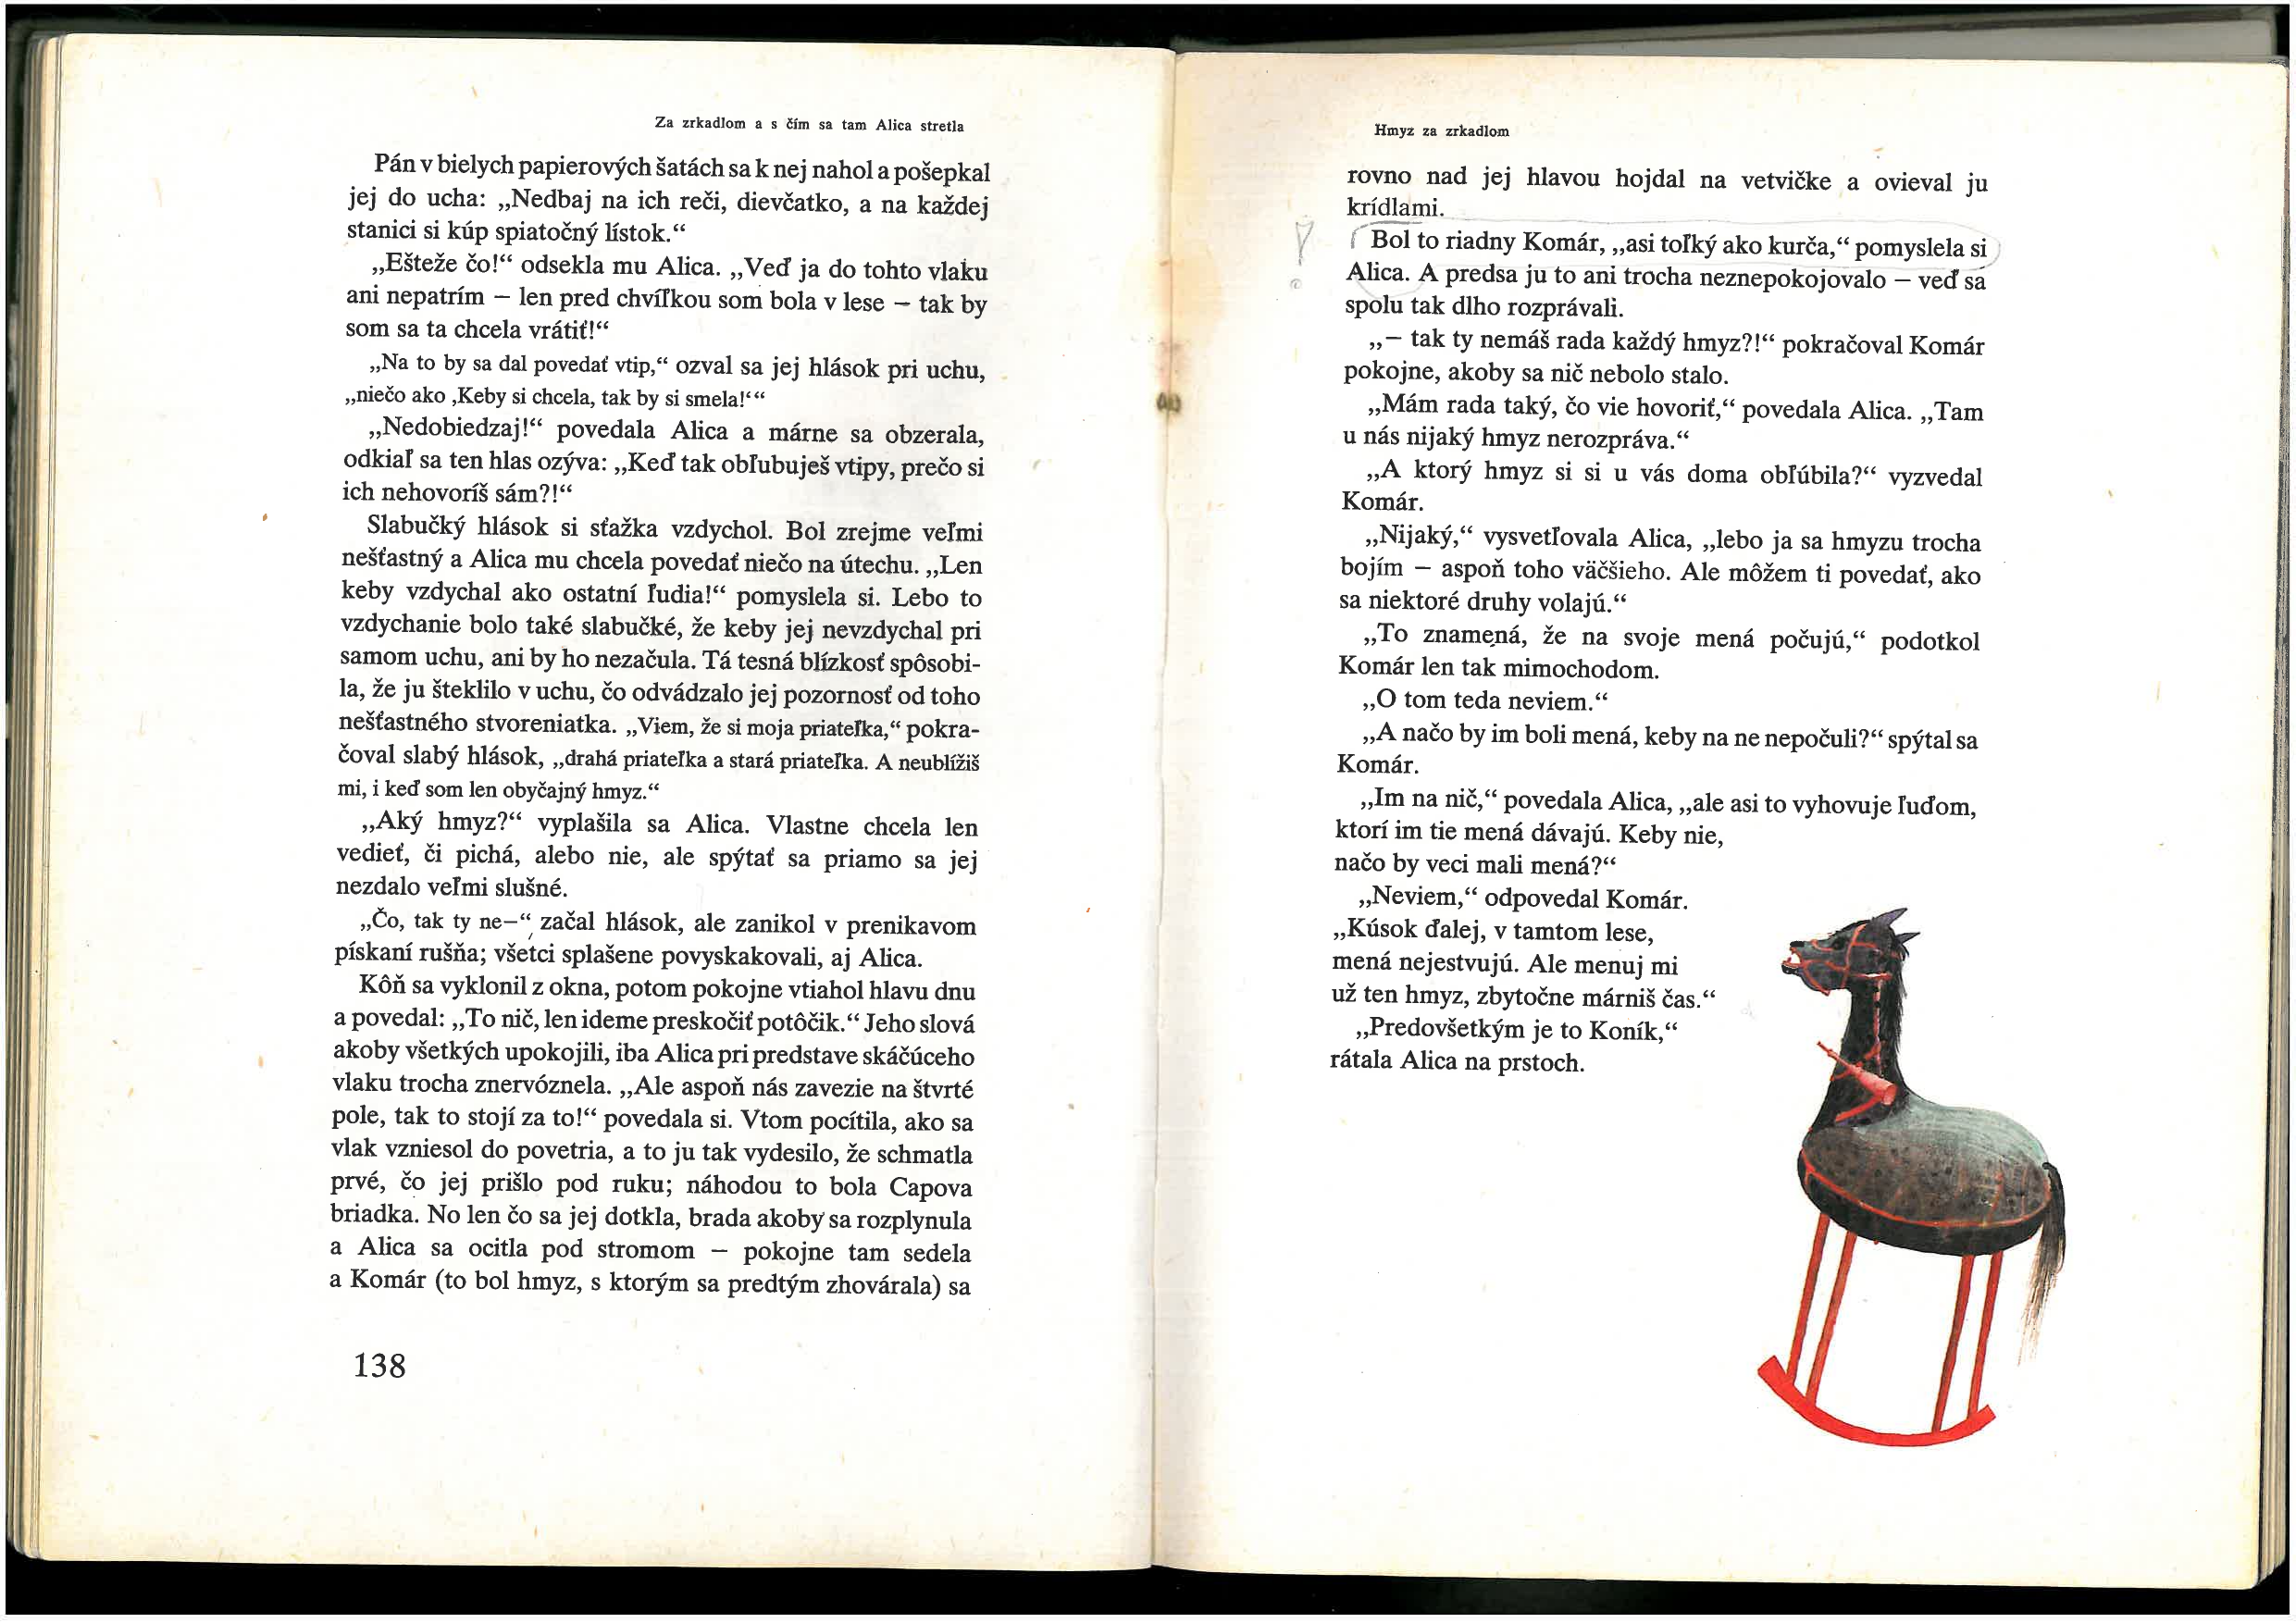 Za zrkadlom a s čím sa tam Alica stretla
Pán v bielych papierových šatách sa k nej nahol a pošepkal
jej do ucha: „Nedbaj na ich reči, dievčatko, a na každej
stanici si kúp spiatočný lístok.“
„Ešteže čo!“ odsekla mu Alica. „Veď ja do tohto vlaku
ani nepatrím — len pred chvíľkou som bola v lese — tak by
som sa ta chcela vrátiť!“
„Na to by sa dal povedať vtip,“ ozval sa jej hlások pri uchu,
„niečo ako ‚Keby si chcela, tak by si smela!‘“
„Nedobiedzaj!“ povedala Alica a márne sa obzerala,
odkiaľ sa ten hlas ozýva: „Keď tak obľubuješ vtipy, prečo si
ich nehovoríš sám?!“
Slabučký hlások si sťažka vzdychol. Bol zrejme veľmi
nešťastný a Alica mu chcela povedať niečo na útechu. „Len
keby vzdychal ako ostatní ľudia!“ pomyslela si. Lebo to
vzdychanie bolo také slabučké, že keby jej nevzdychal pri
samom uchu, ani by ho nezačula. Tá tesná blízkosť spôsobi-
la, že ju šteklilo v uchu, čo odvádzalo jej pozornosť od toho
nešťastného stvoreniatka. „Viem, že si moja priateľka,“ pokra-
čoval slabý hlások, „drahá priateľka a stará priateľka. A neublížiš
mi, i keď som len obyčajný hmyz.“
„Aký hmyz?“ vyplašila sa Alica. Vlastne chcela len
vedieť, či pichá, alebo nie, ale spýtať sa priamo sa jej
nezdalo veľmi slušné.
„Čo, tak ty ne—“ začal hlások, ale zanikol v prenikavom
pískaní rušňa; všetci splašene povyskakovali, aj Alica.
Kôň sa vyklonil z okna, potom pokojne vtiahol hlavu dnu
a povedal: „To nič, len ideme preskočiť potôčik.“ Jeho slová
akoby všetkých upokojili, iba Alica pri predstave skáčúceho
vlaku trocha znervóznela. „Ale aspoň nás zavezie na štvrté
pole, tak to stojí za to!“ povedala si. Vtom pocítila, ako sa
vlak vzniesol do povetria, a to ju tak vydesilo, že schmatla
prvé, čo jej prišlo pod ruku; náhodou to bola Capova
briadka. No len čo sa jej dotkla, brada akoby sa rozplynula
a Alica sa ocitla pod stromom — pokojne tam sedela
a Komár (to bol hmyz, s ktorým sa predtým zhovárala) sa
138
Hmyz za zrkadlom
rovno nad jej hlavou hojdal na vetvičke a ovieval ju
krídlami.
Bol to riadny Komár, „asi toľký ako kurča,“ pomyslela si
Alica. A predsa ju to ani trocha neznepokojovalo — veď sa
spolu tak dlho rozprávali.
„— tak ty nemáš rada každý hmyz?!“ pokračoval Komár
pokojne, akoby sa nič nebolo stalo.
„Mám rada taký, čo vie hovoriť,“ povedala Alica. „Tam
u nás nijaký hmyz nerozpráva.“
„A ktorý hmyz si si u vás doma obľúbila?“ vyzvedal
Komár.
„Nijaký,“ vysvetľovala Alica, „lebo ja sa hmyzu trocha
bojím — aspoň toho väčšieho. Ale môžem ti povedať, ako
sa niektoré druhy volajú.“
„To znamená, že na svoje mená počujú,“ podotkol
Komár len tak mimochodom.
„O tom teda neviem.“
„A načo by im boli mená, keby na ne nepočuli?“ spýtal sa
Komár.
„Im na nič,“ povedala Alica, „ale asi to vyhovuje ľuďom,
ktorí im tie mená dávajú. Keby nie,
načo by veci mali mená?“
„Neviem,“ odpovedal Komár.
„Kúsok ďalej, v tamtom lese,
mená nejestvujú. Ale menuj mi
už ten hmyz, zbytočne márniš čas.“
„Predovšetkým je to Koník,“
rátala Alica na prstoch.